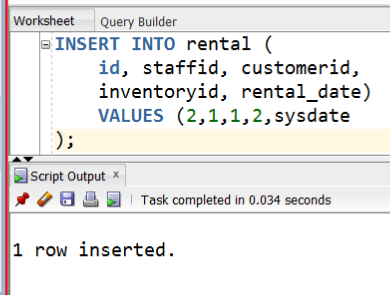 Worksheet Query Builder
INSERT INTO rental (
id, staffid, customerid,
inventoryid, rental_date)
VALUES (2,1,1,2,sysdate
);
Script Output x
Task completed in 0.034 seconds
1 row inserted.